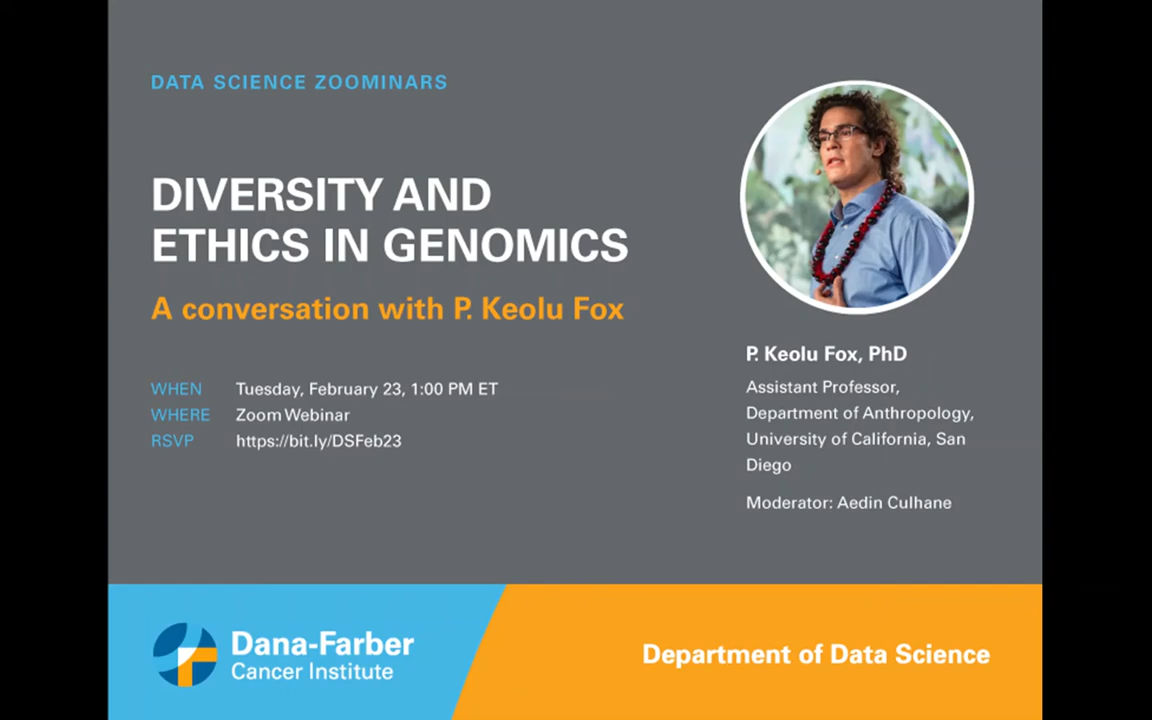 DATA SCIENCE ZOOMINARS
DIVERSITY AND
ETHICS IN GENOMICS
A conversation with P. Keolu Fox
WHEN Tuesday, February 23, 1:00 PM ET
WHERE Zoom Webinar
RSVP https://bit.ly/DSFeb23
P. Keolu Fox, PhD
Assistant Professor,
Department of Anthropology,
University of California, San
Diego
Moderator: Aedin Culhane
Dana-Farber
Cancer Institute
Department of Data Science